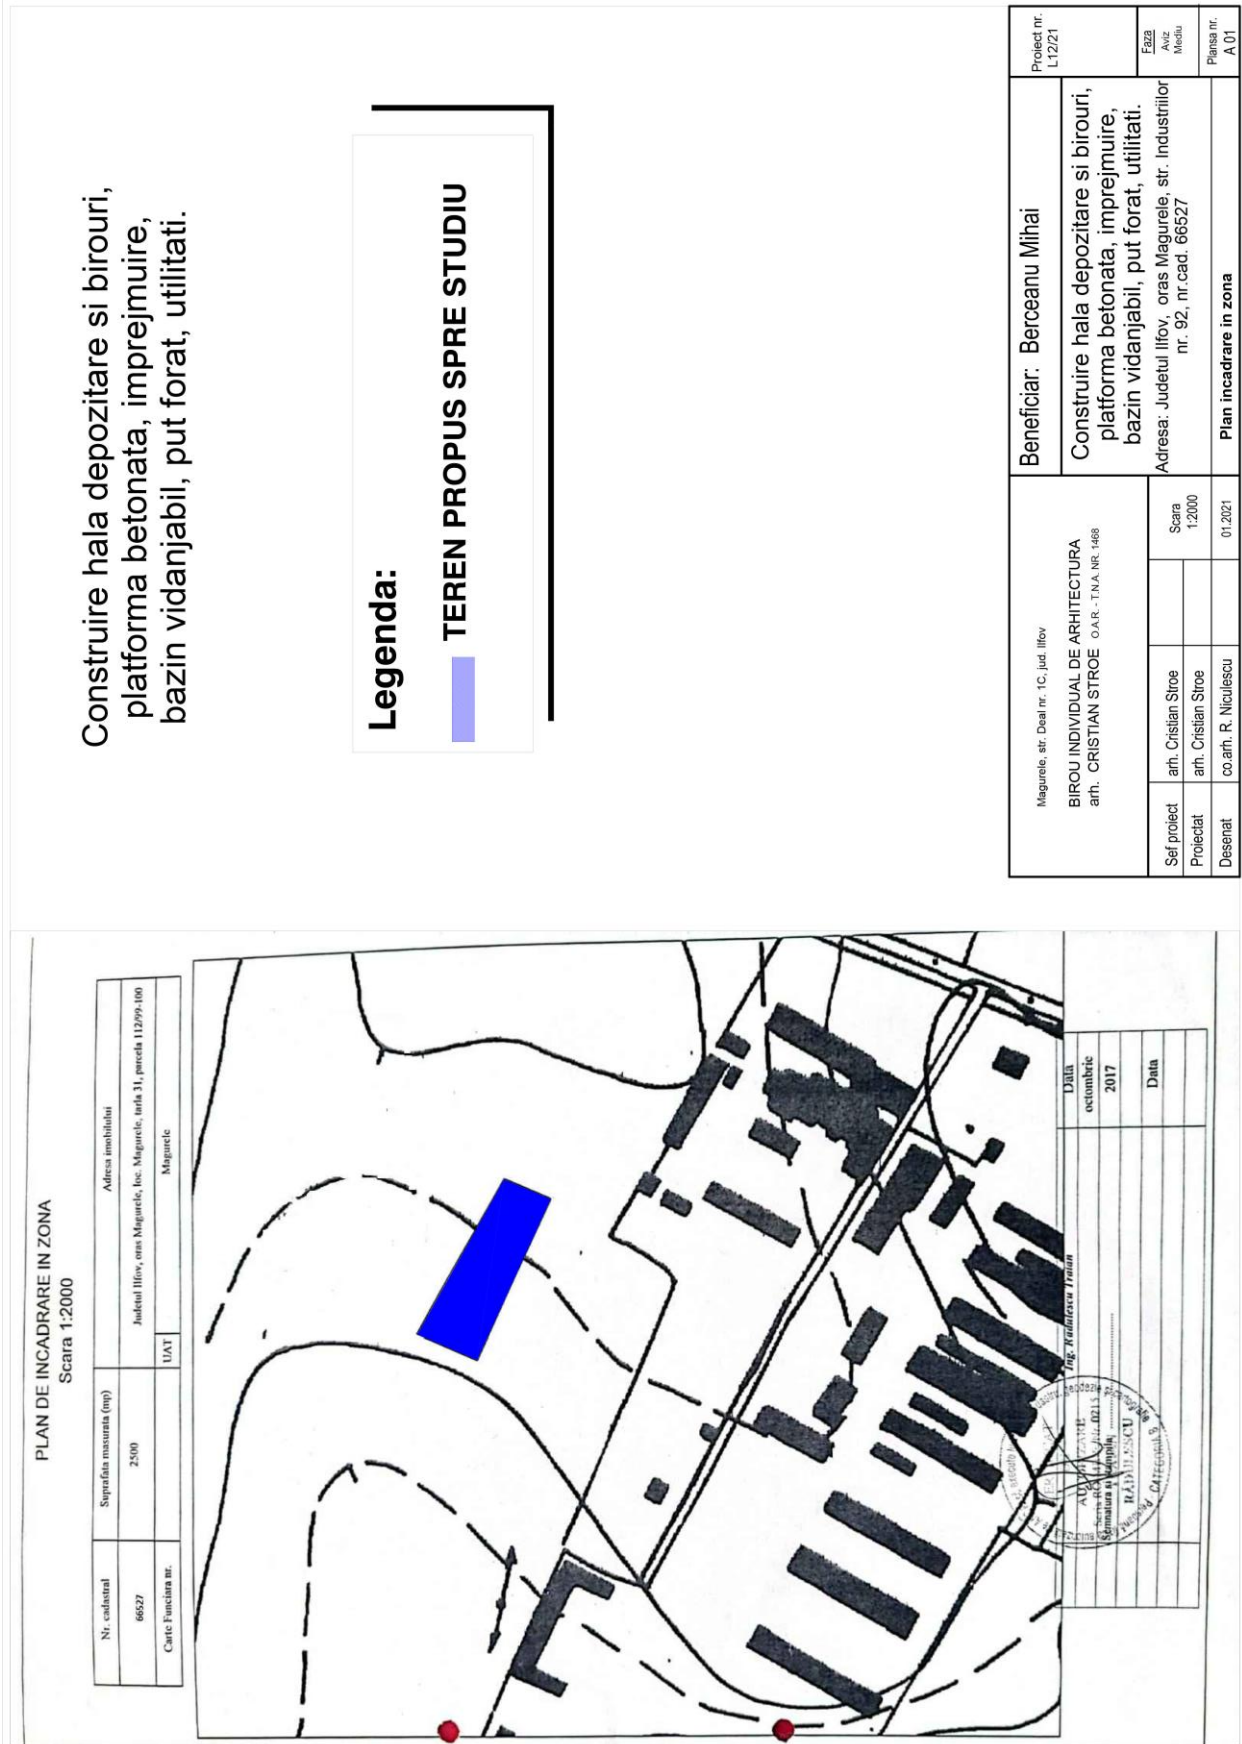 PLAN DE INCADRARE IN ZONA
Scara 1:2000
Nr. cadastral
Suprafata masurata (mp)
Adresa imobilului
66527
2500
Judetul Ilfov, oras Magurele, loc. Magurele, tarla 31, parcela 112/99-100
Carte Funciara nr.
UAT
Magurele
Data
octombrie
2017
Data
Ing. Radulescu Traian
Semnatura si stampila
RĂDULESCU
CATEGORIA B
Construire hala depozitare si birouri,
platforma betonata, imprejmuire,
bazin vidanjabil, put forat, utilitati.
Legenda:
TEREN PROPUS SPRE STUDIU
Magurele, str. Deal nr. 1C, jud. Ilfov
BIROU INDIVIDUAL DE ARHITECTURA
arh. CRISTIAN STROE O.A.R. - T.N.A. NR. 1468
Beneficiar: Berceanu Mihai
Proiect nr.
L12/21
Construire hala depozitare si birouri,
platforma betonata, imprejmuire,
bazin vidanjabil, put forat, utilitati.
Adresa: Judetul Ilfov, oras Magurele, str. Industriilor
nr. 92, nr.cad. 66527
Faza
Aviz
Mediu
Sef proiect arh. Cristian Stroe
Proiectat arh. Cristian Stroe
Desenat co.arh. R. Niculescu
Scara
1:2000
01.2021
Plan incadrare in zona
Plansa nr.
A 01